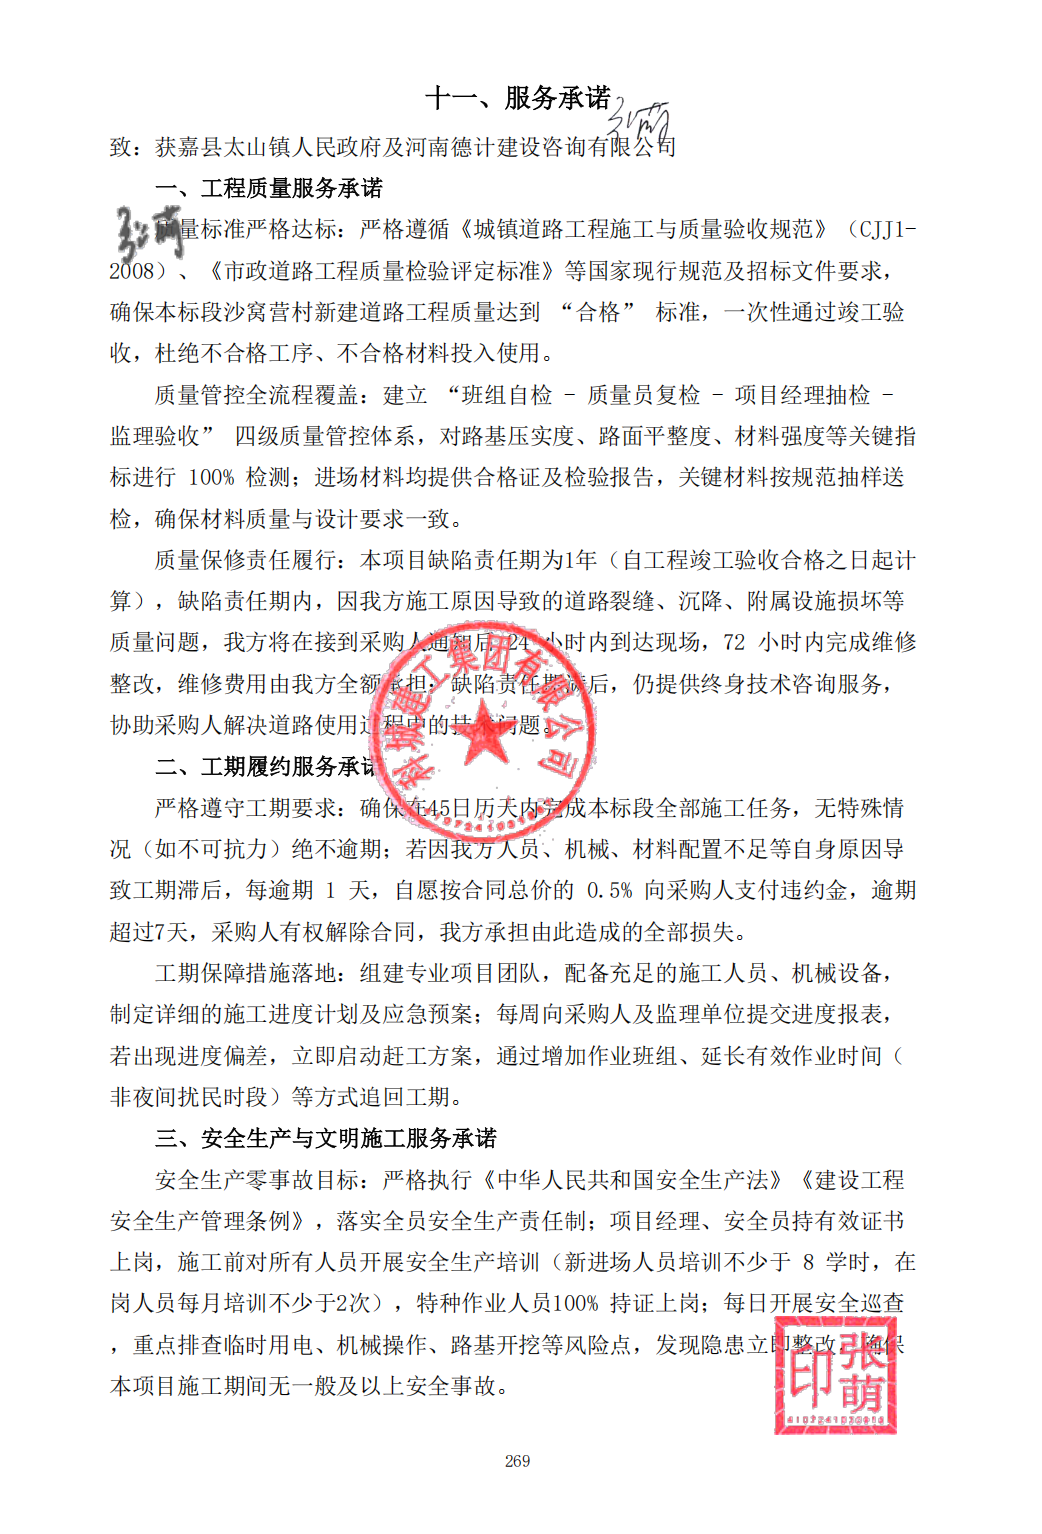 十一、服务承诺
张萌
致：获嘉县太山镇人民政府及河南德计建设咨询有限公司
一、工程质量服务承诺
张萌
质量标准严格达标：严格遵循《城镇道路工程施工与质量验收规范》（CJJ1-
2008）、《市政道路工程质量检验评定标准》等国家现行规范及招标文件要求，
确保本标段沙窝营村新建道路工程质量达到 “合格” 标准，一次性通过竣工验
收，杜绝不合格工序、不合格材料投入使用。
质量管控全流程覆盖：建立 “班组自检 - 质量员复检 - 项目经理抽检 -
监理验收” 四级质量管控体系，对路基压实度、路面平整度、材料强度等关键指
标进行 100% 检测；进场材料均提供合格证及检验报告，关键材料按规范抽样送
检，确保材料质量与设计要求一致。
质量保修责任履行：本项目缺陷责任期为1年（自工程竣工验收合格之日起计
算），缺陷责任期内，因我方施工原因导致的道路裂缝、沉降、附属设施损坏等
质量问题，我方将在接到采购人通知后 24 小时内到达现场，72 小时内完成维修
整改，维修费用由我方全额承担；缺陷责任期满后，仍提供终身技术咨询服务，
协助采购人解决道路使用过程中的技术问题。
科城建工集团有限公司
二、工期履约服务承诺
严格遵守工期要求：确保在45日历天内完成本标段全部施工任务，无特殊情
况（如不可抗力）绝不逾期；若因我方人员、机械、材料配置不足等自身原因导
致工期滞后，每逾期 1 天，自愿按合同总价的 0.5% 向采购人支付违约金，逾期
超过7天，采购人有权解除合同，我方承担由此造成的全部损失。
工期保障措施落地：组建专业项目团队，配备充足的施工人员、机械设备，
制定详细的施工进度计划及应急预案；每周向采购人及监理单位提交进度报表，
若出现进度偏差，立即启动赶工方案，通过增加作业班组、延长有效作业时间（
非夜间扰民时段）等方式追回工期。
三、安全生产与文明施工服务承诺
安全生产零事故目标：严格执行《中华人民共和国安全生产法》《建设工程
安全生产管理条例》，落实全员安全生产责任制；项目经理、安全员持有效证书
上岗，施工前对所有人员开展安全生产培训（新进场人员培训不少于 8 学时，在
岗人员每月培训不少于2次），特种作业人员100% 持证上岗；每日开展安全巡查
，重点排查临时用电、机械操作、路基开挖等风险点，发现隐患立即整改，确保
本项目施工期间无一般及以上安全事故。
张萌印
269